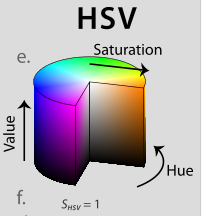 HSV
e.
Saturation
Value
Hue
f.
S_HSV = 1